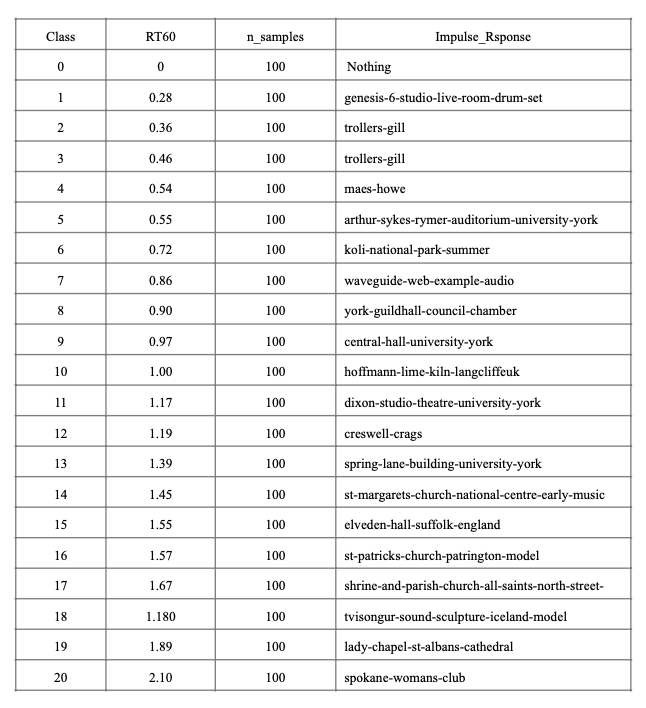 Class RT60 n_samples Impulse_Rsponse
0 0 100 Nothing
1 0.28 100 genesis-6-studio-live-room-drum-set
2 0.36 100 trollers-gill
3 0.46 100 trollers-gill
4 0.54 100 maes-howe
5 0.55 100 arthur-sykes-rymer-auditorium-university-york
6 0.72 100 koli-national-park-summer
7 0.86 100 waveguide-web-example-audio
8 0.90 100 york-guildhall-council-chamber
9 0.97 100 central-hall-university-york
10 1.00 100 hoffmann-lime-kiln-langcliffeuk
11 1.17 100 dixon-studio-theatre-university-york
12 1.19 100 creswell-crags
13 1.39 100 spring-lane-building-university-york
14 1.45 100 st-margarets-church-national-centre-early-music
15 1.55 100 elveden-hall-suffolk-england
16 1.57 100 st-patricks-church-patrington-model
17 1.67 100 shrine-and-parish-church-all-saints-north-street-
18 1.180 100 tvisongur-sound-sculpture-iceland-model
19 1.89 100 lady-chapel-st-albans-cathedral
20 2.10 100 spokane-womans-club